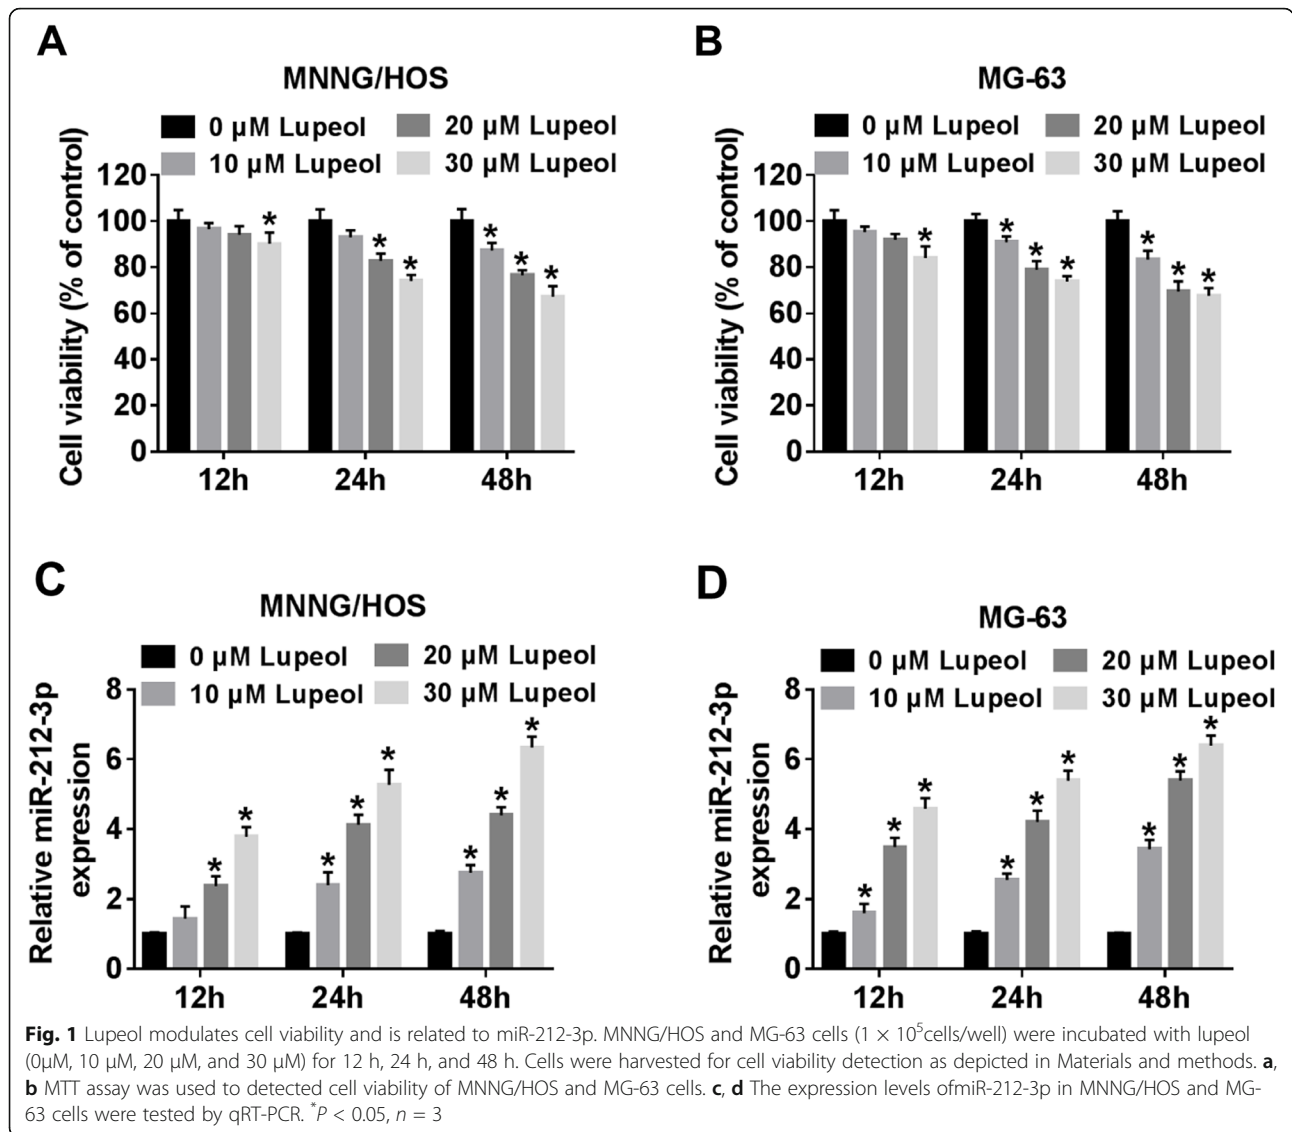 A
MNNG/HOS
0 µM Lupeol
20 µM Lupeol
10 µM Lupeol
30 µM Lupeol
Cell viability (% of control)
120
100
80
60
40
20
0
*
* *
* * *
12h
24h
48h
B
MG-63
0 µM Lupeol
20 µM Lupeol
10 µM Lupeol
30 µM Lupeol
Cell viability (% of control)
120
100
80
60
40
20
0
*
* * *
* * *
12h
24h
48h
C
MNNG/HOS
0 µM Lupeol
20 µM Lupeol
10 µM Lupeol
30 µM Lupeol
Relative miR-212-3p
expression
8
6
4
2
0
* *
* * *
* * *
12h
24h
48h
D
MG-63
0 µM Lupeol
20 µM Lupeol
10 µM Lupeol
30 µM Lupeol
Relative miR-212-3p
expression
8
6
4
2
0
* * *
* * *
* * *
12h
24h
48h
Fig. 1 Lupeol modulates cell viability and is related to miR-212-3p. MNNG/HOS and MG-63 cells (1 × 10⁵cells/well) were incubated with lupeol
(0µM, 10 µM, 20 µM, and 30 µM) for 12 h, 24 h, and 48 h. Cells were harvested for cell viability detection as depicted in Materials and methods. a,
b MTT assay was used to detected cell viability of MNNG/HOS and MG-63 cells. c, d The expression levels ofmiR-212-3p in MNNG/HOS and MG-
63 cells were tested by qRT-PCR. *P < 0.05, n = 3